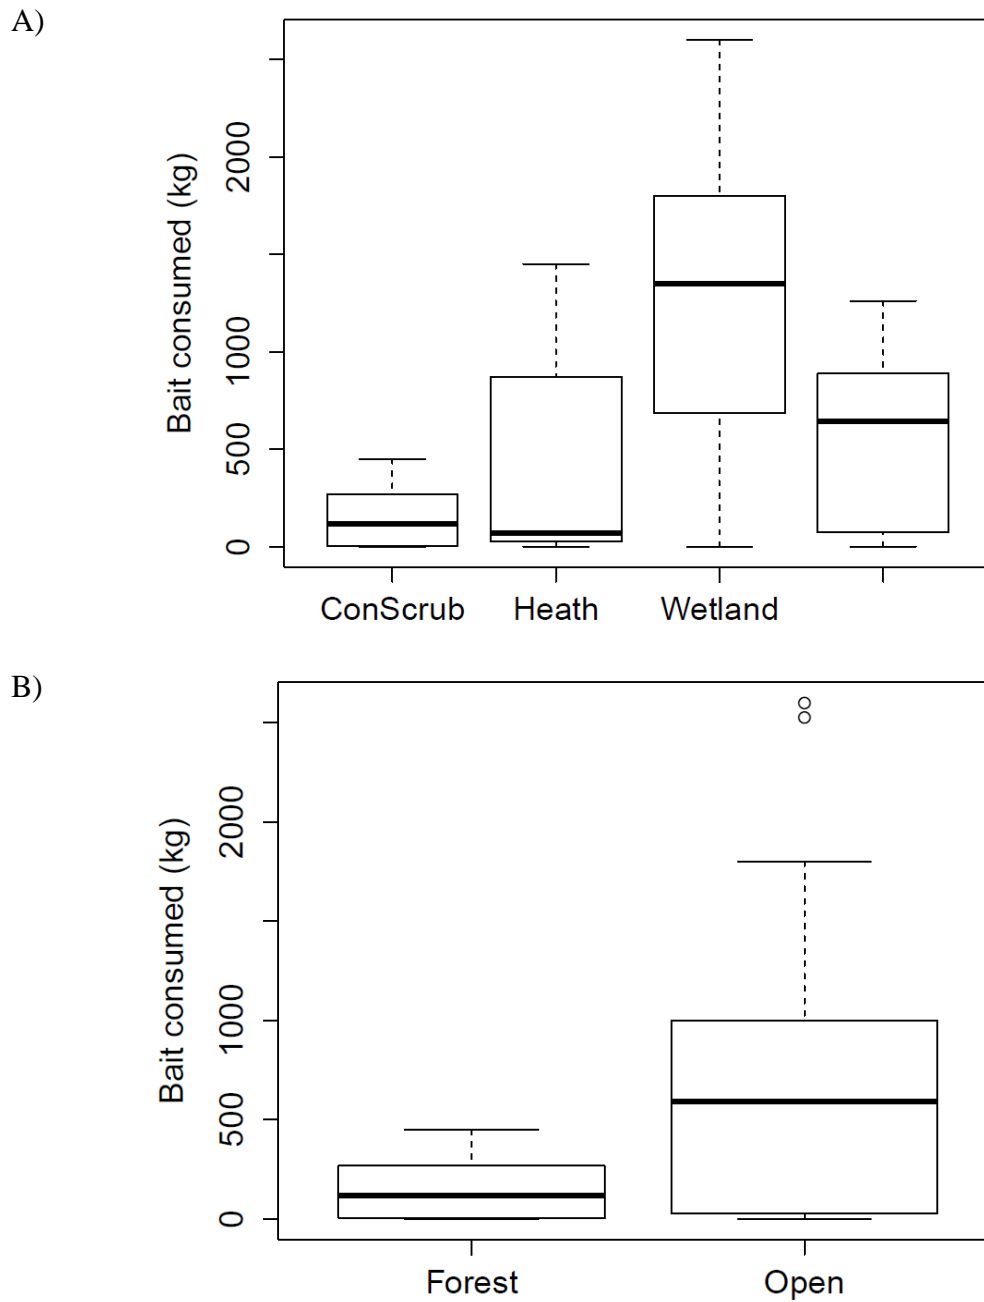 A)
Bait consumed (kg)
2000
1000
500
0
ConScrub Heath Wetland
B)
Bait consumed (kg)
2000
1000
500
0
Forest Open